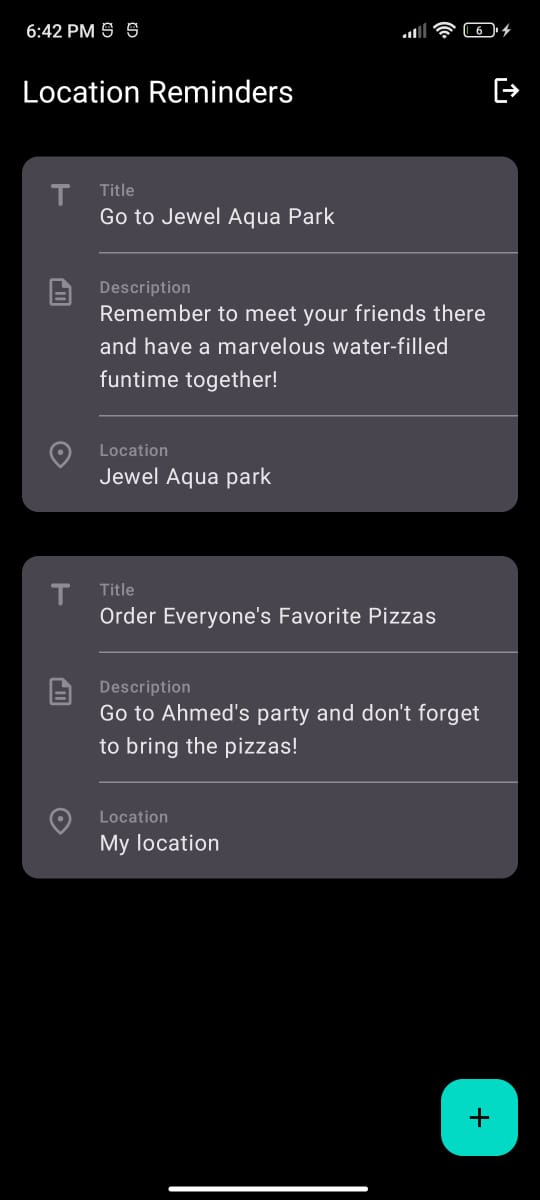 6:42 PM
6
Location Reminders
Title
Go to Jewel Aqua Park
Description
Remember to meet your friends there
and have a marvelous water-filled
funtime together!
Location
Jewel Aqua park
Title
Order Everyone's Favorite Pizzas
Description
Go to Ahmed's party and don't forget
to bring the pizzas!
Location
My location